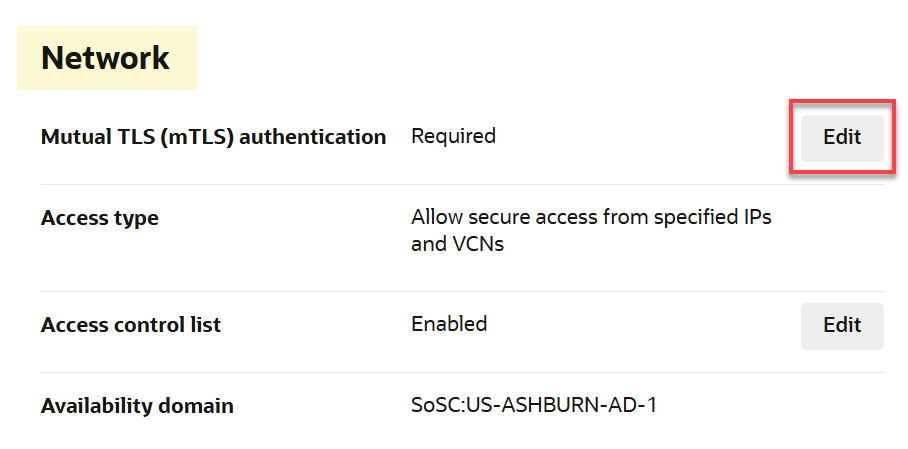 Network
Mutual TLS (mTLS) authentication Required Edit
Access type Allow secure access from specified IPs
and VCNs
Access control list Enabled Edit
Availability domain SoSC:US-ASHBURN-AD-1